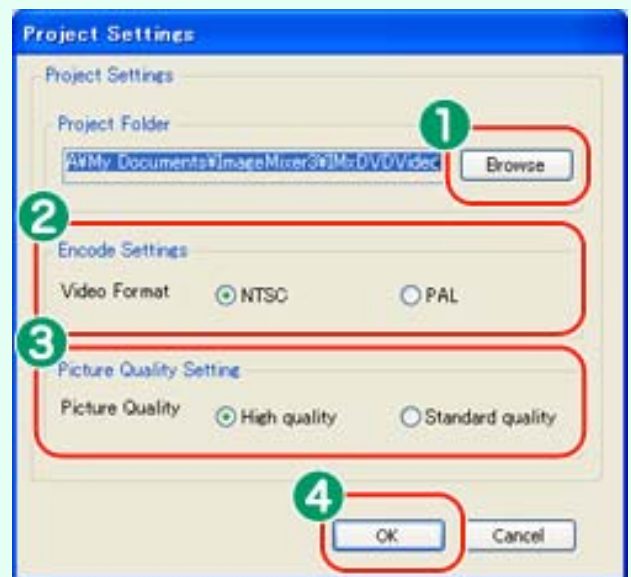 Project Settings
Project Settings
Project Folder
1
A¥My Documents¥ImageMixer3¥IMxDVDVideo
Browse
2
Encode Settings
Video Format NTSC PAL
3
Picture Quality Setting
Picture Quality High quality Standard quality
4
OK Cancel